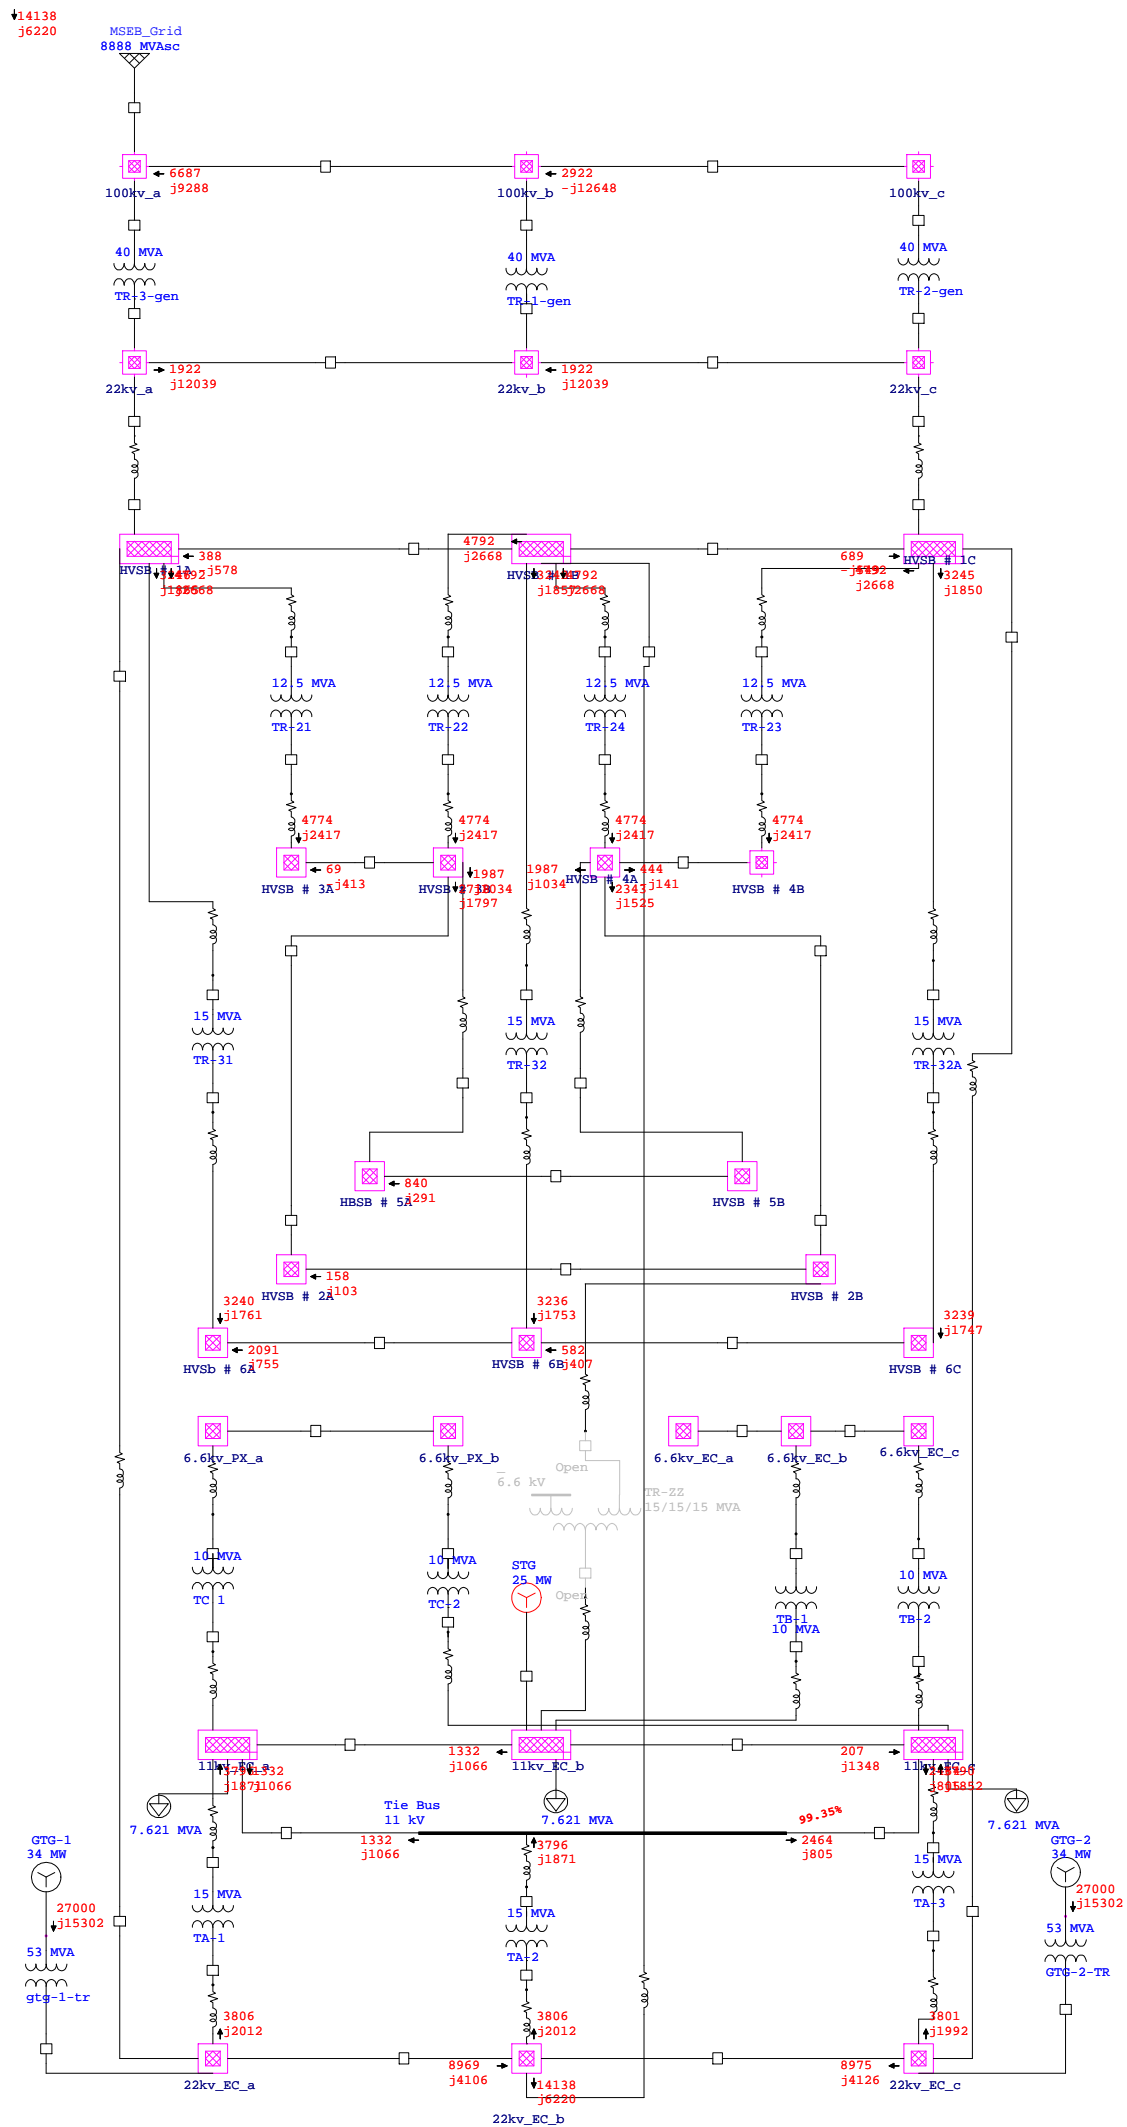 14138
j6220
MSEB_Grid
8888 MVAsc
6687
j9288
2922
-j12648
100kv_a
100kv_b
100kv_c
40 MVA
TR-3-gen
40 MVA
TR-1-gen
40 MVA
TR-2-gen
1922
j12039
1922
j12039
22kv_a
22kv_b
22kv_c
388
-j578
4792
j2668
689
HVSB # 1A
HVSB # 1C
j2668
3245
j1850
12.5 MVA
TR-21
12.5 MVA
TR-22
12.5 MVA
TR-24
12.5 MVA
TR-23
4774
j2417
4774
j2417
4774
j2417
4774
j2417
69
-j413
1987
j1034
1987
j1034
444
j141
HVSB # 3A
HVSB # 3B
j1797
HVSB # 4A
2343
j1525
HVSB # 4B
15 MVA
TR-31
15 MVA
TR-32
15 MVA
TR-32A
840
j291
HBSB # 5A
HVSB # 5B
158
j103
HVSB # 2A
HVSB # 2B
3240
j1761
3236
j1753
3239
j1747
2091
j755
582
j407
HVSb # 6A
HVSB # 6B
HVSB # 6C
6.6kv_PX_a
6.6kv_PX_b
6.6kv_EC_a
6.6kv_EC_b
6.6kv_EC_c
Open
6.6 kV
TR-ZZ
15/15/15 MVA
10 MVA
TC 1
10 MVA
TC-2
STG
25 MW
Open
TB-1
10 MVA
10 MVA
TB-2
1332
j1066
207
j1348
11kv_EC_a
11kv_EC_b
1332
j1066
j1852
7.621 MVA
7.621 MVA
7.621 MVA
Tie Bus
11 kV
99.35%
1332
j1066
3796
j1871
2464
j805
GTG-1
34 MW
GTG-2
34 MW
27000
j15302
27000
j15302
15 MVA
TA-1
15 MVA
TA-2
15 MVA
TA-3
53 MVA
gtg-1-tr
53 MVA
GTG-2-TR
3806
j2012
3806
j2012
3801
j1992
8969
j4106
8975
j4126
22kv_EC_a
14138
j6220
22kv_EC_b
22kv_EC_c